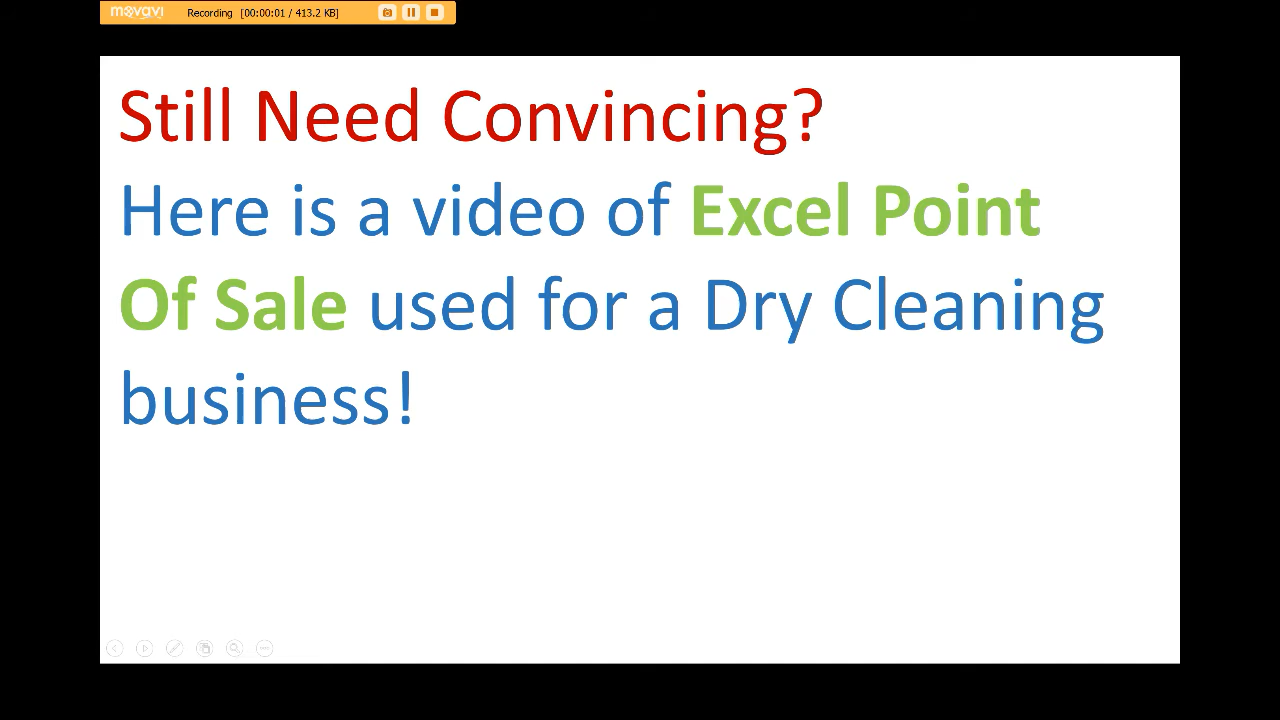 movavi Recording [00:00:01 / 413.2 KB]
Still Need Convincing?
Here is a video of Excel Point
Of Sale used for a Dry Cleaning
business!